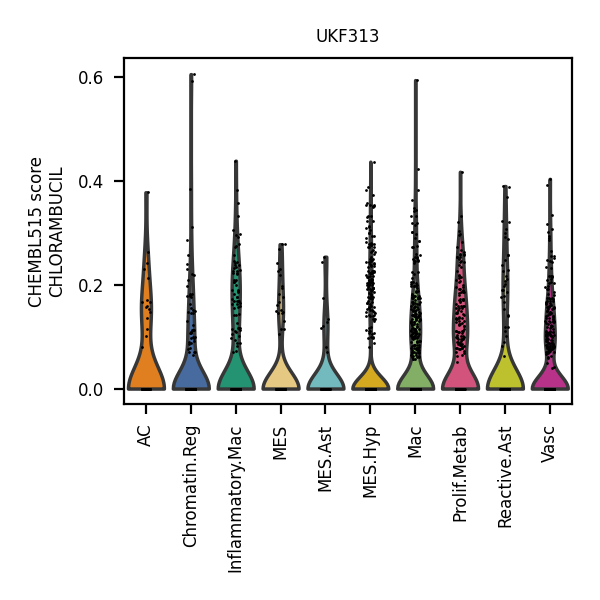 UKF313
CHEMBL515 score
CHLORAMBUCIL
0.6
0.4
0.2
0.0
AC
Chromatin.Reg
Inflammatory.Mac
MES
MES.Ast
MES.Hyp
Mac
Prolif.Metab
Reactive.Ast
Vasc